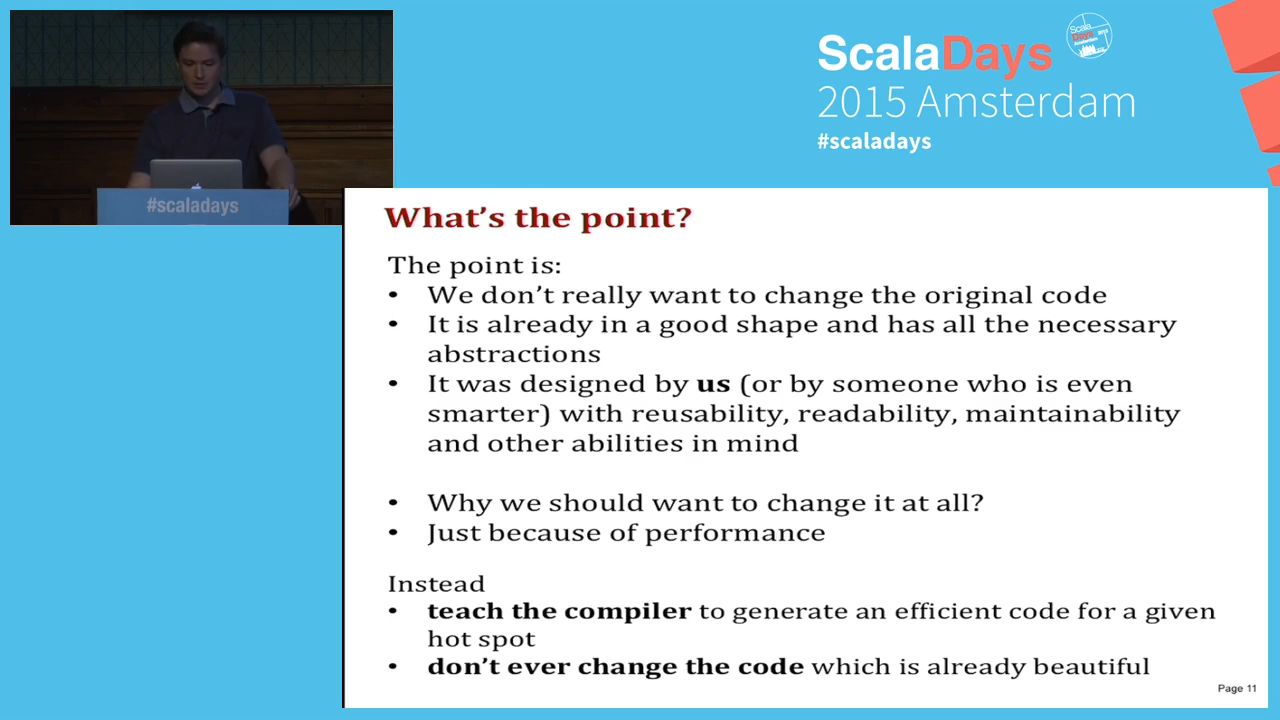 ScalaDays
Scala
Days
2015 Amsterdam
#scaladays
#scaladays
What's the point?
The point is:
• We don't really want to change the original code
• It is already in a good shape and has all the necessary
abstractions
• It was designed by us (or by someone who is even
smarter) with reusability, readability, maintainability
and other abilities in mind
• Why we should want to change it at all?
• Just because of performance
Instead
• teach the compiler to generate an efficient code for a given
hot spot
• don't ever change the code which is already beautiful
Page 11